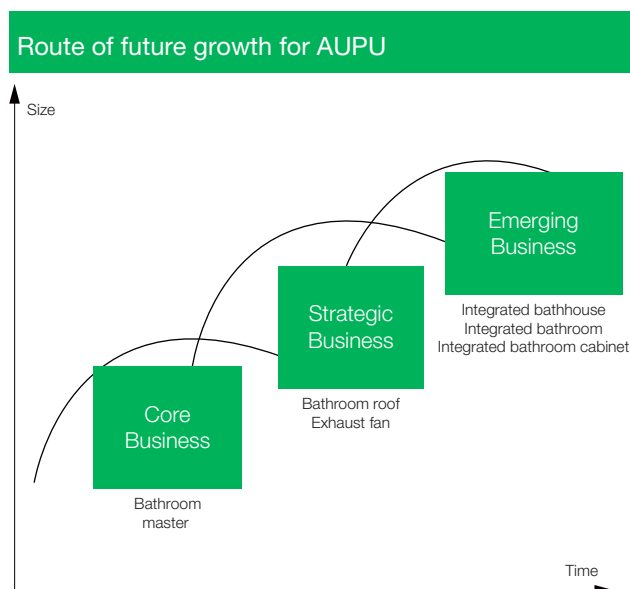 Route of future growth for AUPU
Size
Emerging
Business
Integrated bathhouse
Integrated bathroom
Integrated bathroom cabinet
Strategic
Business
Bathroom roof
Exhaust fan
Core
Business
Bathroom
master
Time